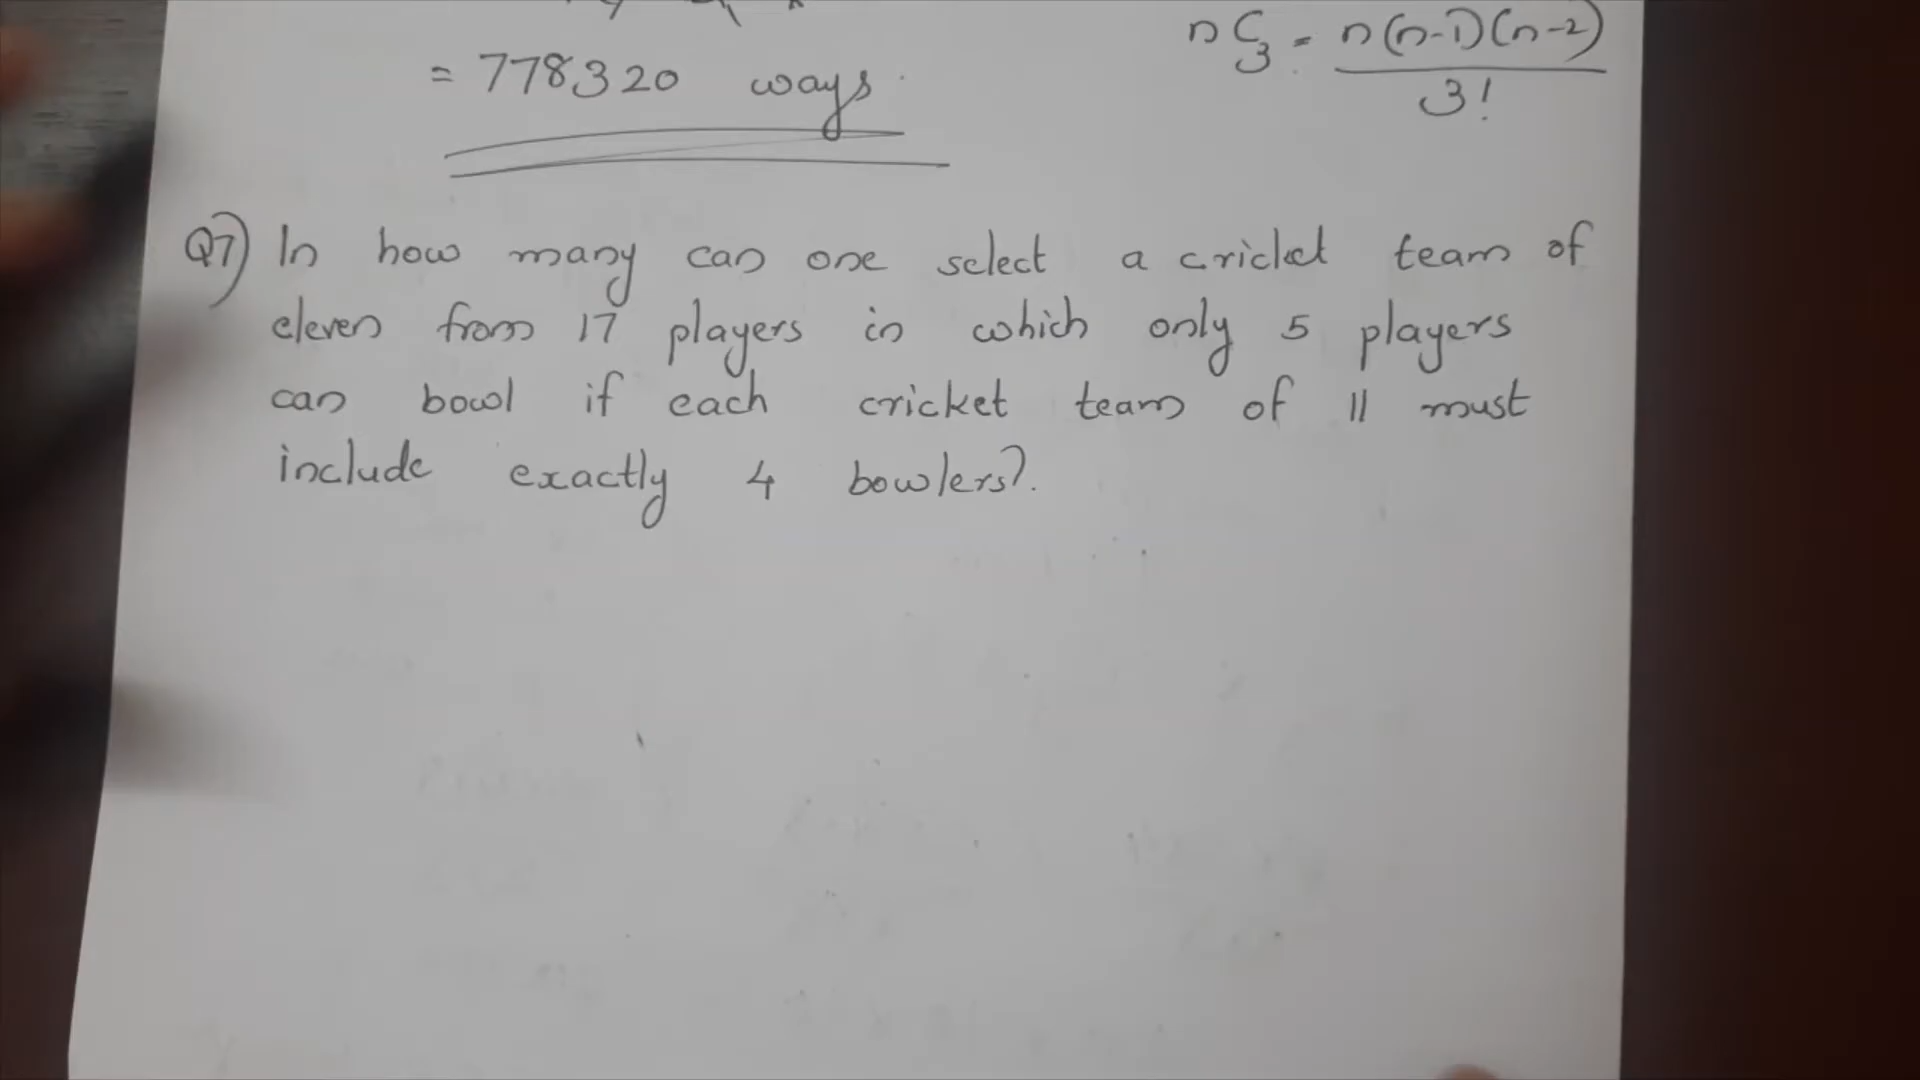 nC3 = n(n-1)(n-2)
3!
= 778320 ways
Q7) In how many can one select a cricket team of
eleven from 17 players in which only 5 players
can bowl if each cricket team of 11 must
include exactly 4 bowlers?.